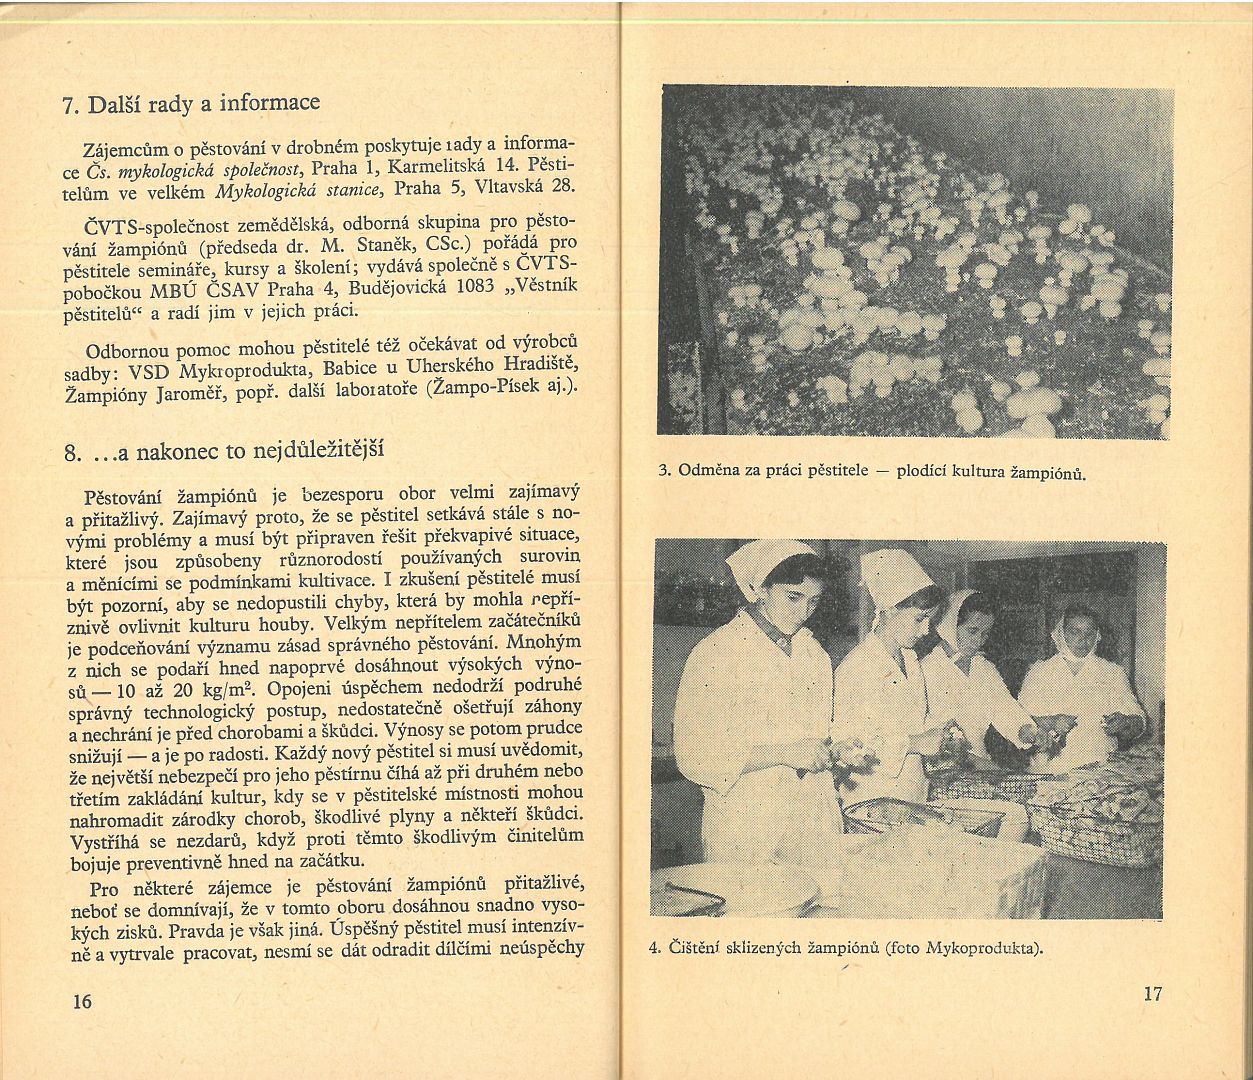 7. Další rady a informace
Zájemcům o pěstování v drobném poskytuje rady a informa-
ce Čs. mykologická společnost, Praha 1, Karmelitská 14. Pěsti-
telům ve velkém Mykologická stanice, Praha 5, Vltavská 28.
ČVTS-společnost zemědělská, odborná skupina pro pěsto-
vání žampiónů (předseda dr. M. Staněk, CSc.) pořádá pro
pěstitele semináře, kursy a školení; vydává společně s ČVTS-
pobočkou MBÚ ČSAV Praha 4, Budějovická 1083 „Věstník
pěstitelů“ a radí jim v jejich práci.
Odbornou pomoc mohou pěstitelé též očekávat od výrobců
sadby: VSD Mykroprodukta, Babice u Uherského Hradiště,
Žampióny Jaroměř, popř. další laboratoře (Žampo-Písek aj.).
8. ...a nakonec to nejdůležitější
Pěstování žampiónů je bezesporu obor velmi zajímavý
a přitažlivý. Zajímavý proto, že se pěstitel setkává stále s no-
vými problémy a musí být připraven řešit překvapivé situace,
které jsou způsobeny různorodostí používaných surovin
a měnícími se podmínkami kultivace. I zkušení pěstitelé musí
být pozorní, aby se nedopustili chyby, která by mohla nepří-
znivě ovlivnit kulturu houby. Velkým nepřítelem začátečníků
je podceňování významu zásad správného pěstování. Mnohým
z nich se podaří hned napoprvé dosáhnout výsokých výno-
sů — 10 až 20 kg/m². Opojeni úspěchem nedodrží podruhé
správný technologický postup, nedostatečně ošetřují záhony
a nechrání je před chorobami a škůdci. Výnosy se potom prudce
snižují — a je po radosti. Každý nový pěstitel si musí uvědomit,
že největší nebezpečí pro jeho pěstírnu číhá až při druhém nebo
třetím zakládání kultur, kdy se v pěstitelské místnosti mohou
nahromadit zárodky chorob, škodlivé plyny a někteří škůdci.
Vystříhá se nezdarů, když proti těmto škodlivým činitelům
bojuje preventivně hned na začátku.
Pro některé zájemce je pěstování žampiónů přitažlivé,
neboť se domnívají, že v tomto oboru dosáhnou snadno vyso-
kých zisků. Pravda je však jiná. Úspěšný pěstitel musí intenzív-
ně a vytrvale pracovat, nesmí se dát odradit dílčími neúspěchy
16
3. Odměna za práci pěstitele — plodící kultura žampiónů.
4. Čištění sklizených žampiónů (foto Mykoprodukta).
17